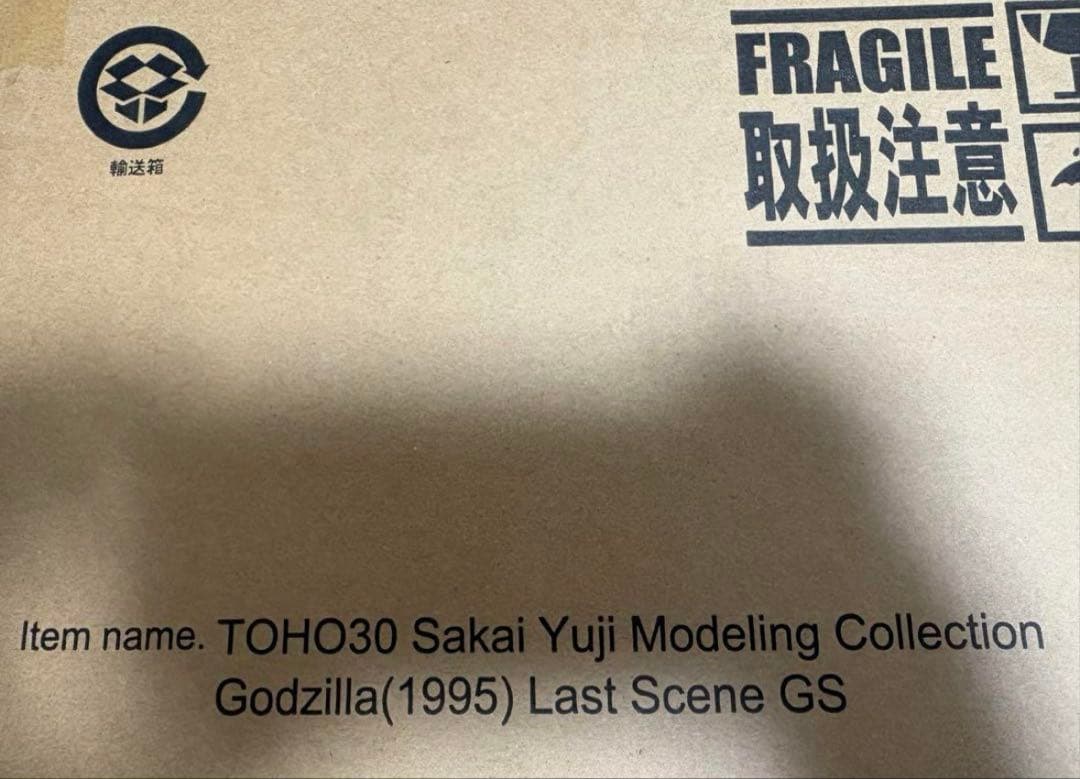 輸送箱
FRAGILE
取扱注意
Item name. TOHO30 Sakai Yuji Modeling Collection
Godzilla(1995) Last Scene GS